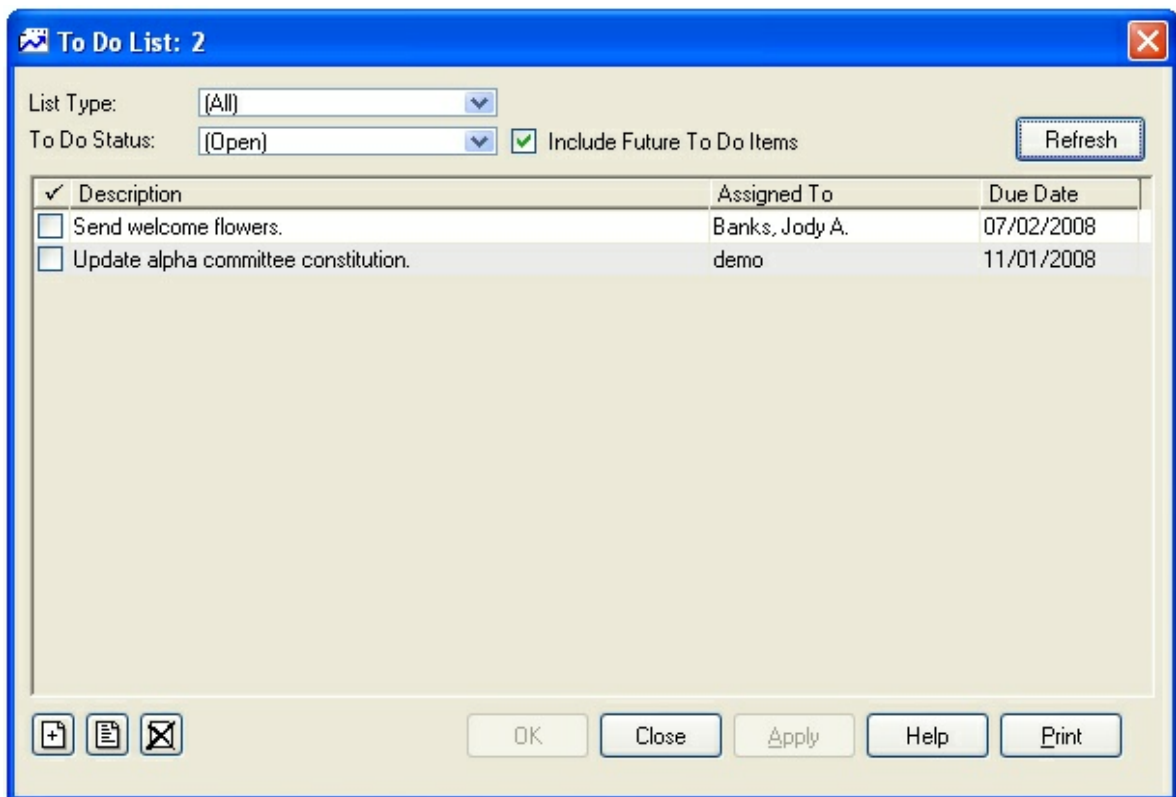 To Do List: 2
List Type: (All)
To Do Status: (Open) Include Future To Do Items Refresh
✓ Description Assigned To Due Date
Send welcome flowers. Banks, Jody A. 07/02/2008
Update alpha committee constitution. demo 11/01/2008
OK Close Apply Help Print